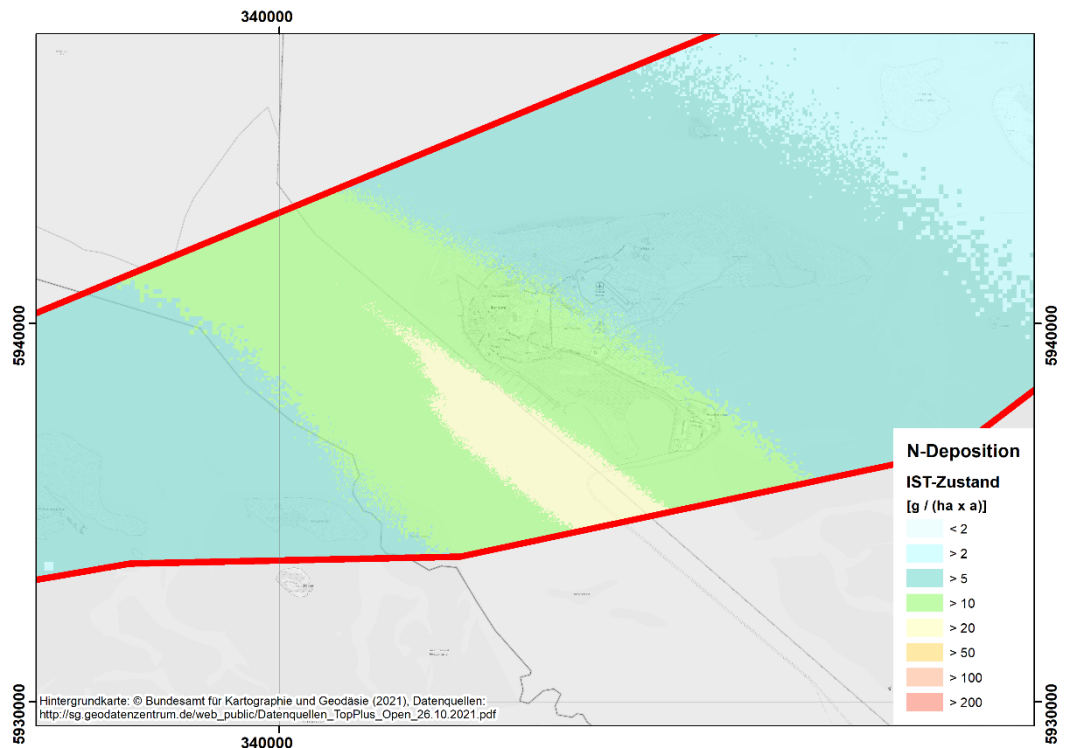 340000
5940000
5940000
N-Deposition
IST-Zustand
[g / (ha x a)]
< 2
> 2
> 5
> 10
> 20
> 50
> 100
> 200
Hintergrundkarte: © Bundesamt für Kartographie und Geodäsie (2021), Datenquellen:
http://sg.geodatenzentrum.de/web_public/Datenquellen_TopPlus_Open_26.10.2021.pdf
5930000
5930000
340000